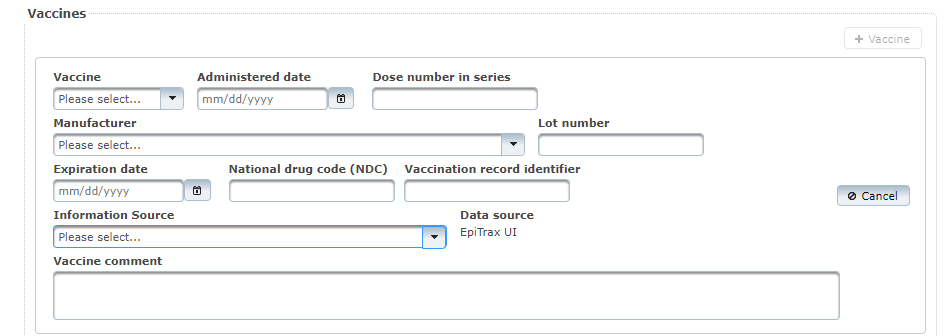 Vaccines
+ Vaccine
Vaccine Administered date Dose number in series
Please select... mm/dd/yyyy
Manufacturer Lot number
Please select...
Expiration date National drug code (NDC) Vaccination record identifier
mm/dd/yyyy
Cancel
Information Source Data source
Please select... EpiTrax UI
Vaccine comment